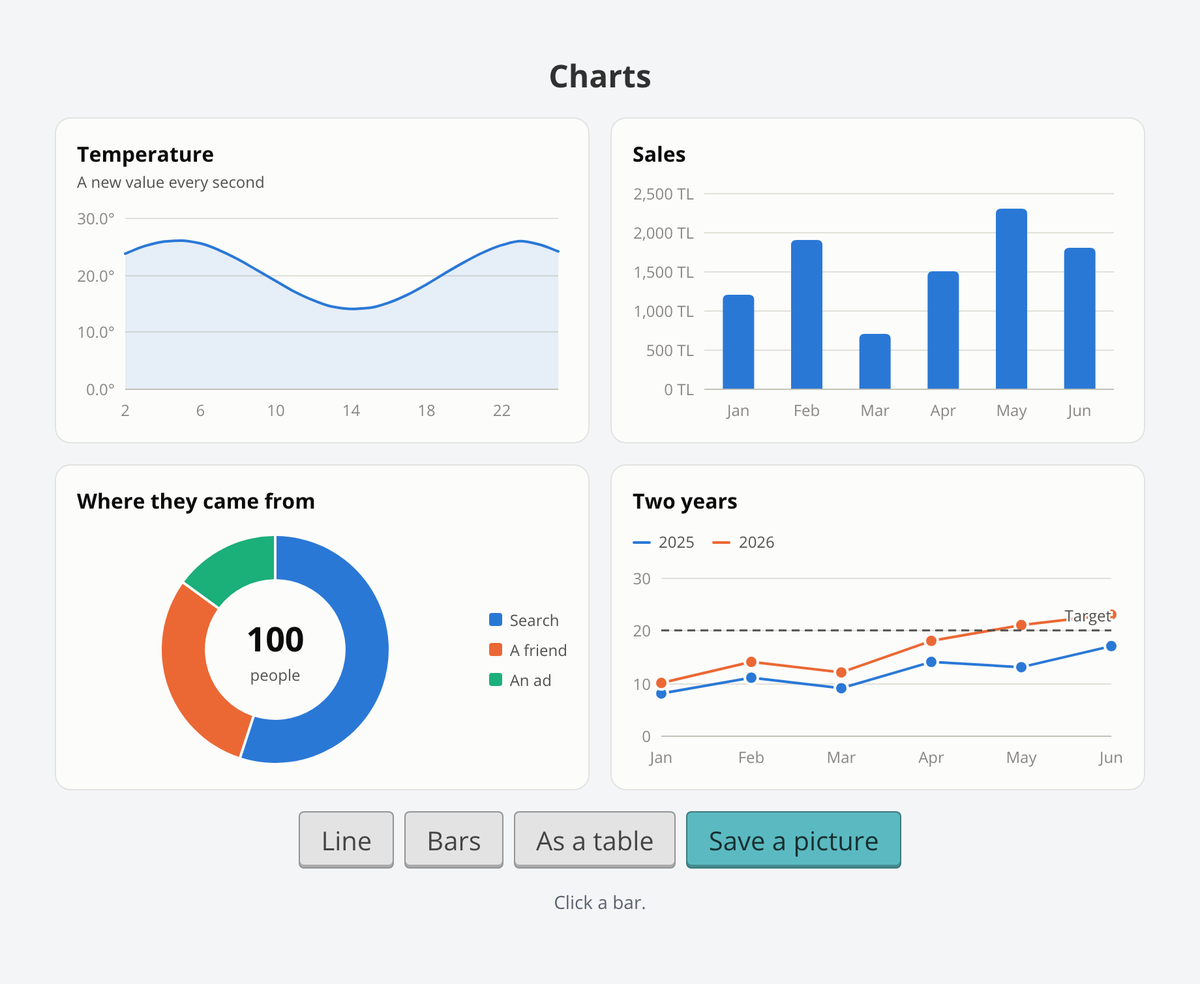 Charts
Temperature
A new value every second
30.0°
20.0°
10.0°
0.0°
2 6 10 14 18 22
Sales
2,500 TL
2,000 TL
1,500 TL
1,000 TL
500 TL
0 TL
Jan Feb Mar Apr May Jun
Where they came from
100
people
Search
A friend
An ad
Two years
2025 2026
30
Target
20
10
0
Jan Feb Mar Apr May Jun
Line Bars As a table Save a picture
Click a bar.